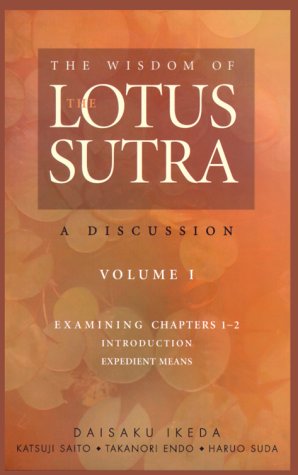 THE WISDOM OF
THE
LOTUS
SUTRA
A DISCUSSION
VOLUME I
EXAMINING CHAPTERS 1–2
INTRODUCTION
EXPEDIENT MEANS
DAISAKU IKEDA
KATSUJI SAITO ◆ TAKANORI ENDO ◆ HARUO SUDA